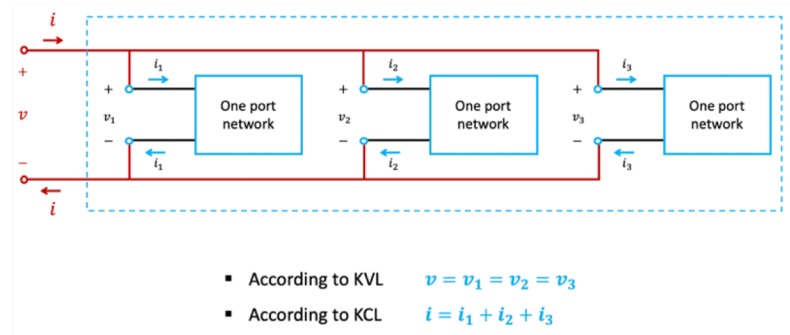 i
+
v
−
i
i₁
+
v₁
−
i₁
One port
network
i₂
+
v₂
−
i₂
One port
network
i₃
+
v₃
−
i₃
One port
network
▪ According to KVL v = v₁ = v₂ = v₃
▪ According to KCL i = i₁ + i₂ + i₃